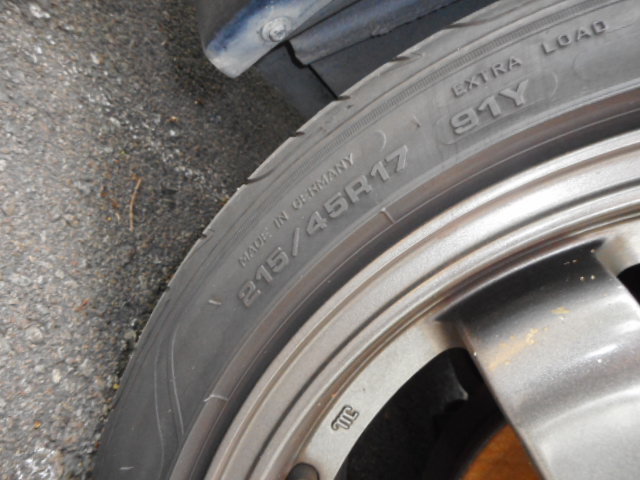 EXTRA LOAD
91Y
MADE IN GERMANY
215/45R17